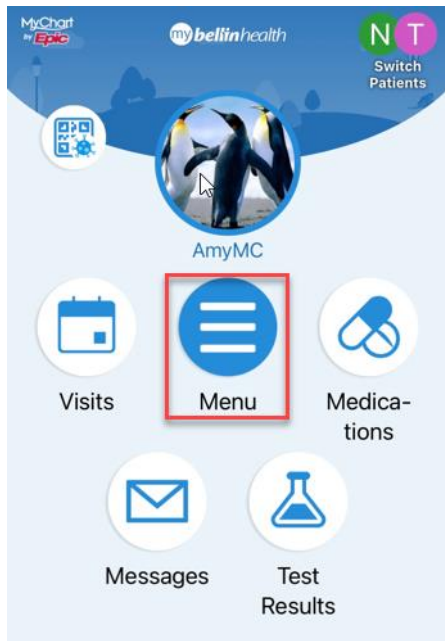 MyChart
by Epic
mybellinhealth
N T
Switch
Patients
AmyMC
Visits
Menu
Medica-
tions
Messages
Test
Results